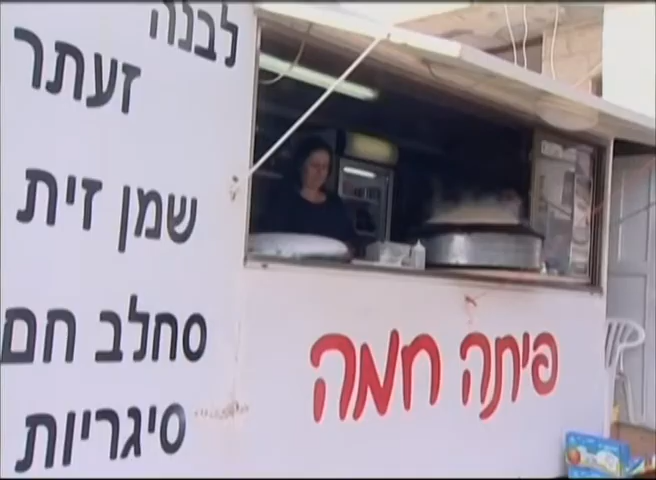 לבנה
זעתר,
שמן זית,
סחלב חם
סיגריות,
פיתה חמה,